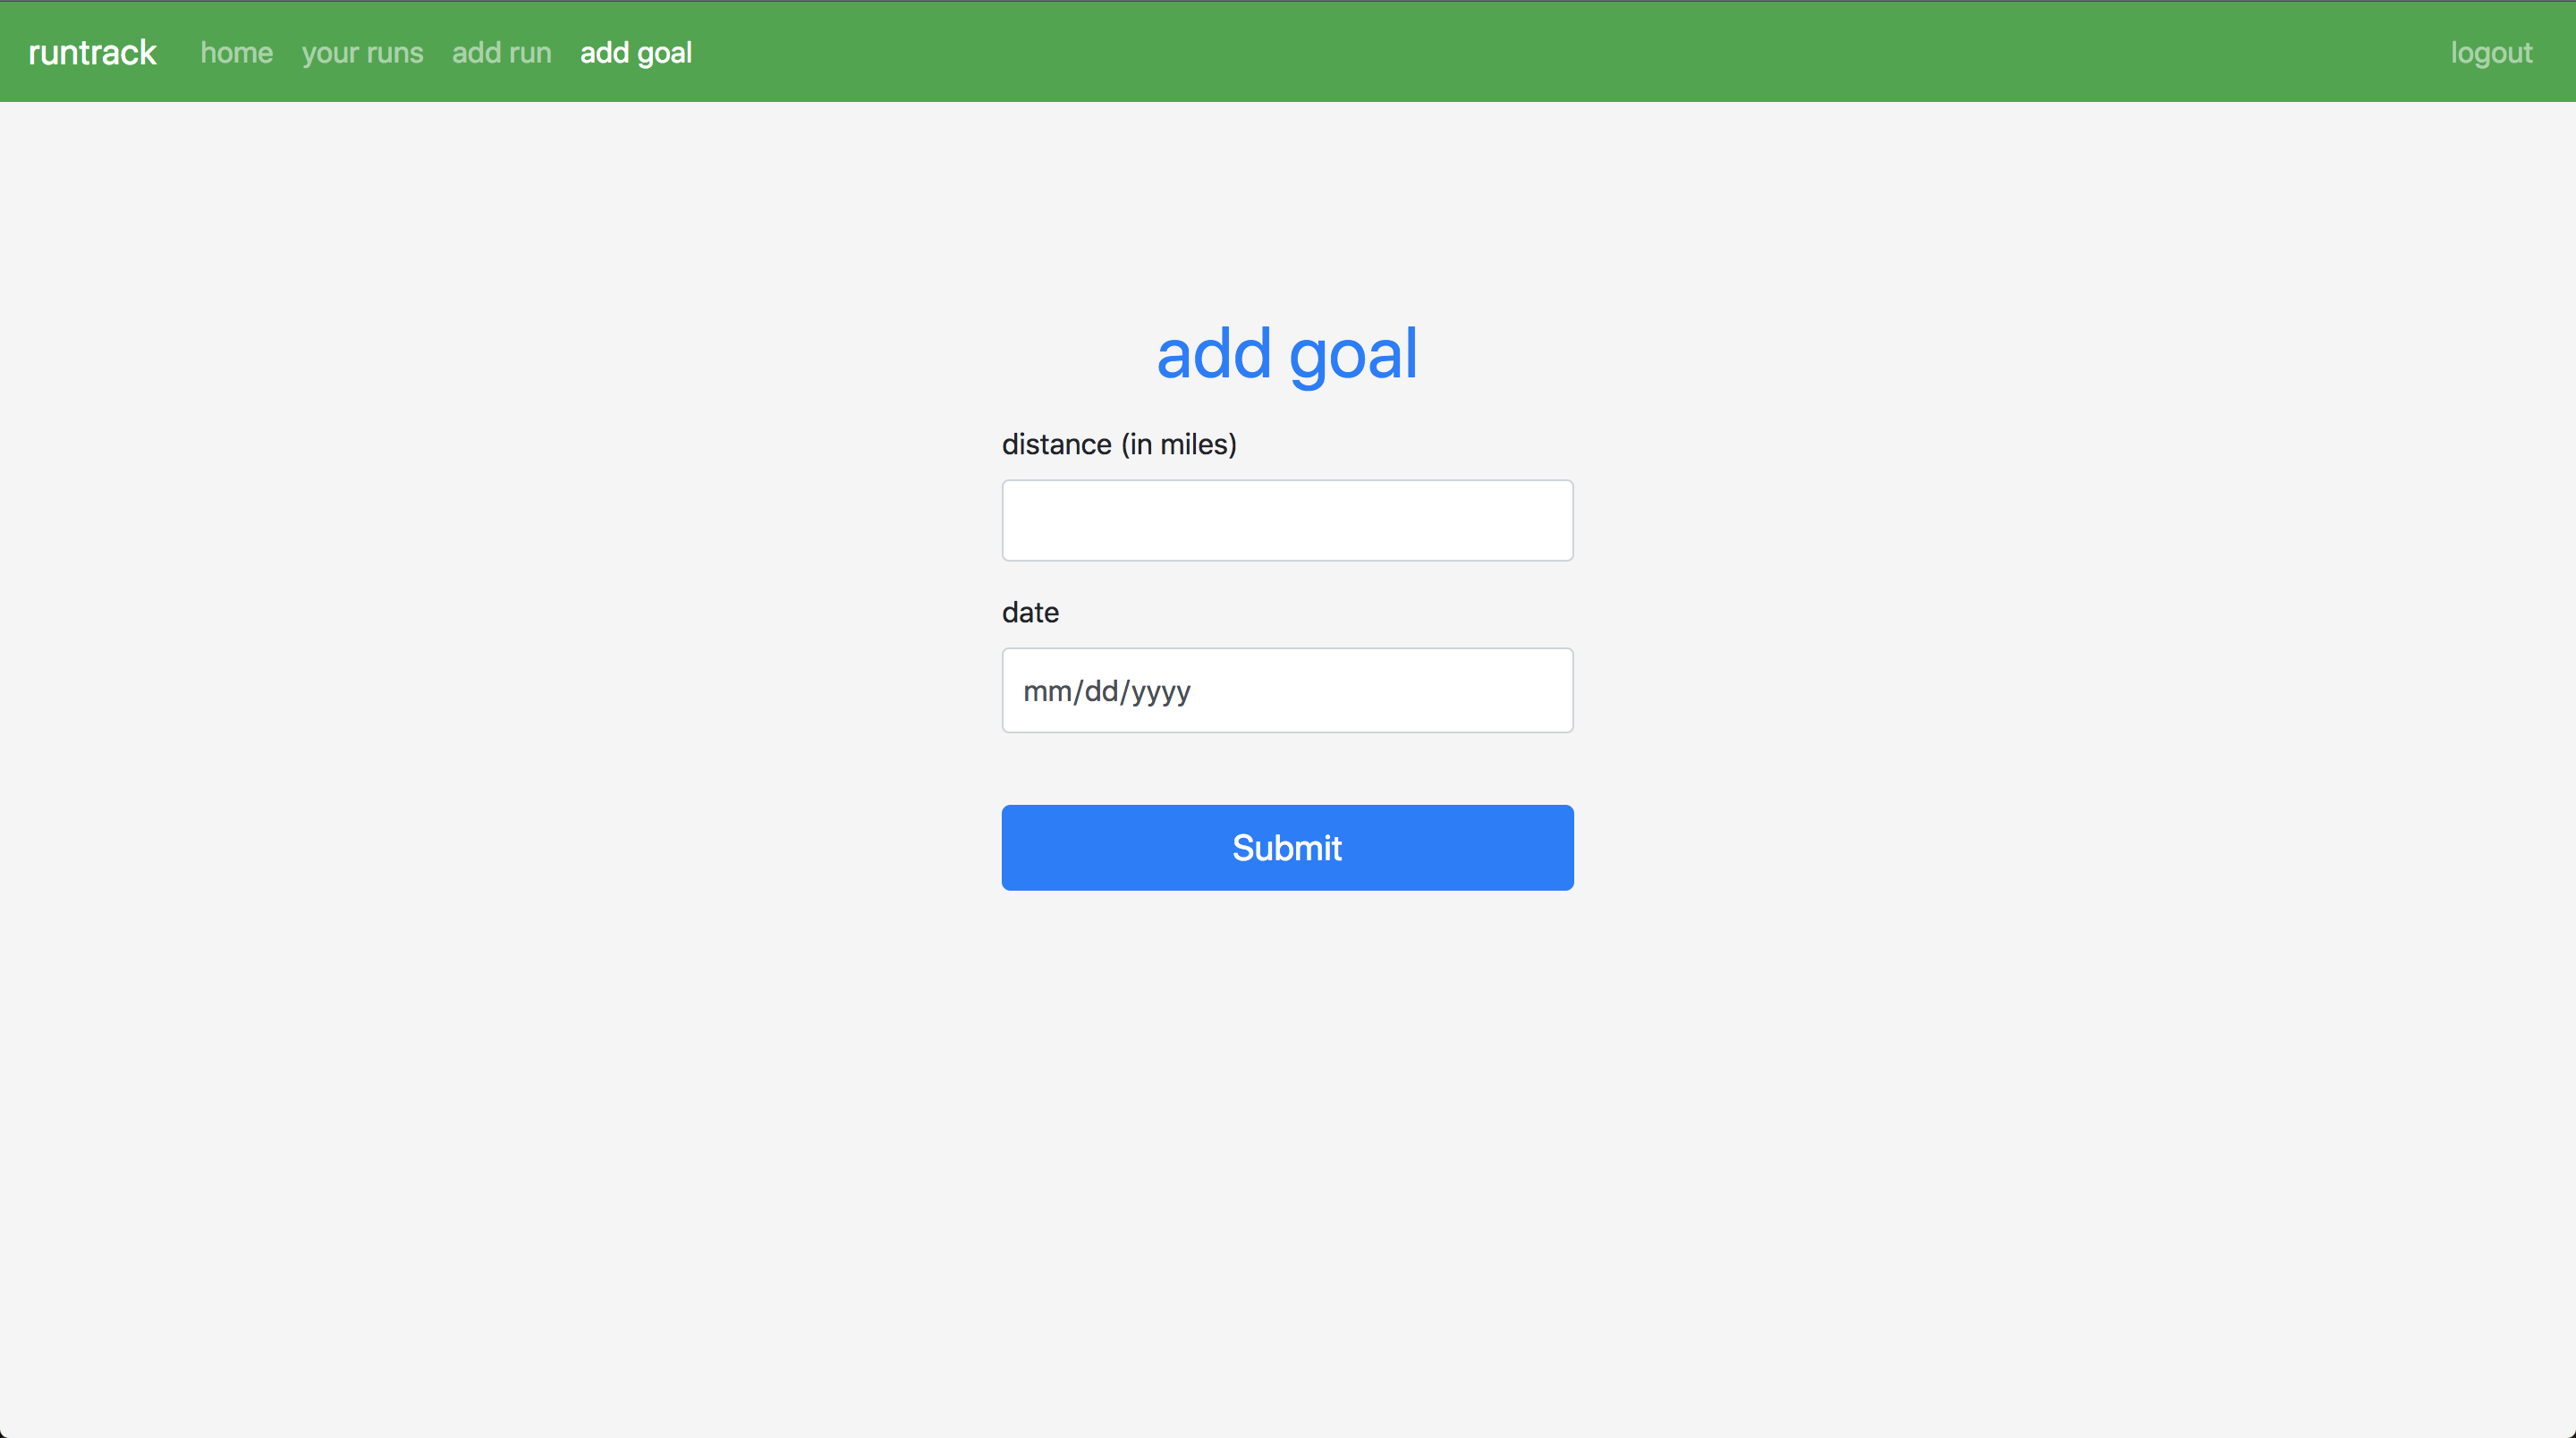 runtrack home your runs add run add goal logout
add goal
distance (in miles)
date
mm/dd/yyyy
Submit